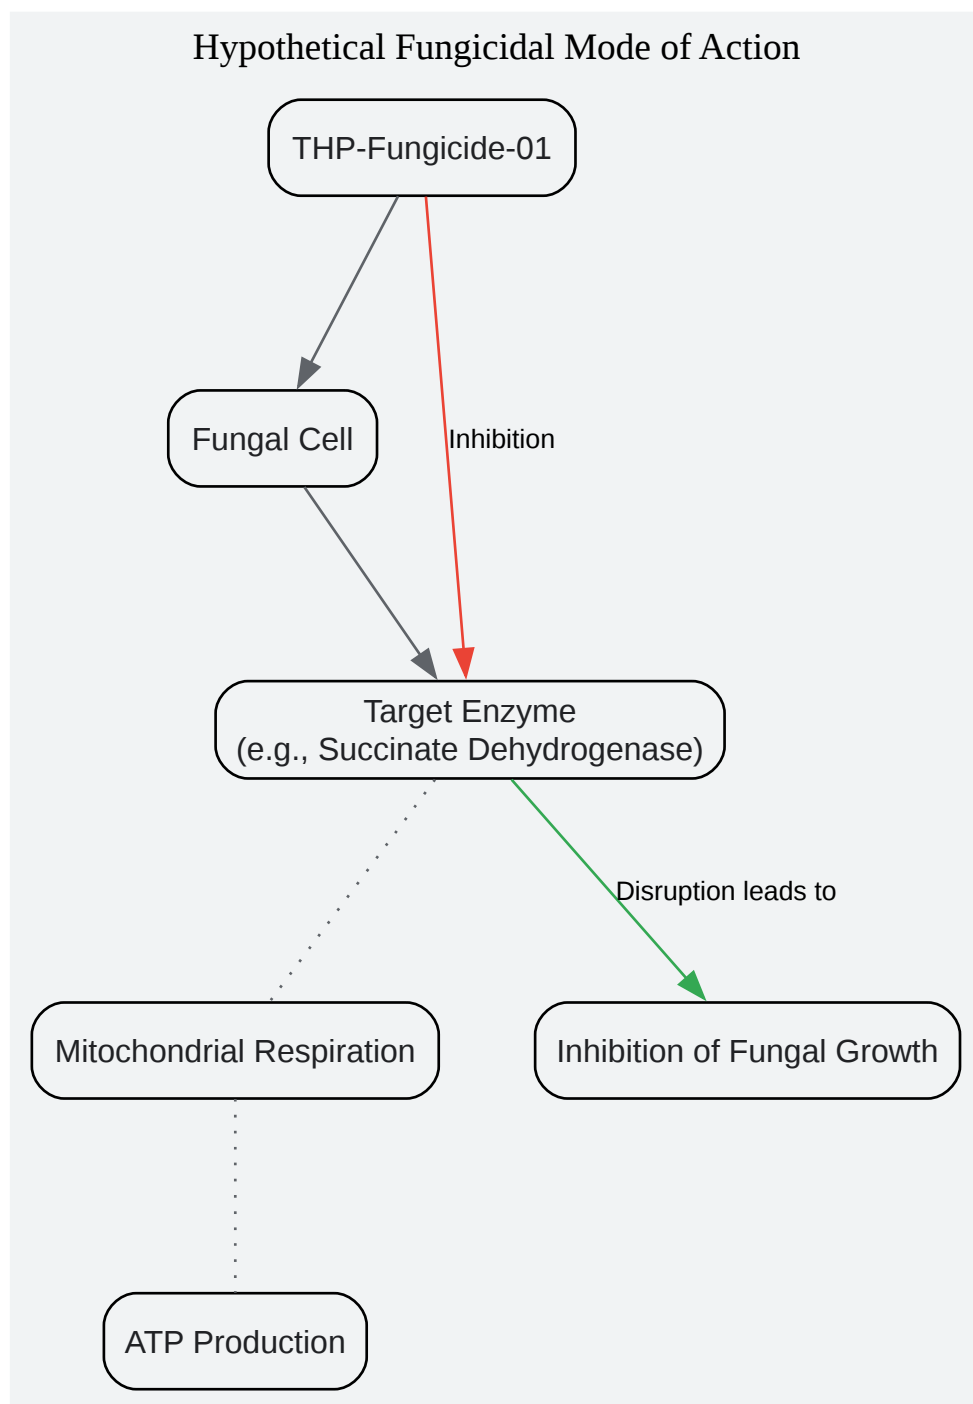 Hypothetical Fungicidal Mode of Action
THP-Fungicide-01
Fungal Cell
Inhibition
Target Enzyme
(e.g., Succinate Dehydrogenase)
Disruption leads to
Mitochondrial Respiration
Inhibition of Fungal Growth
ATP Production